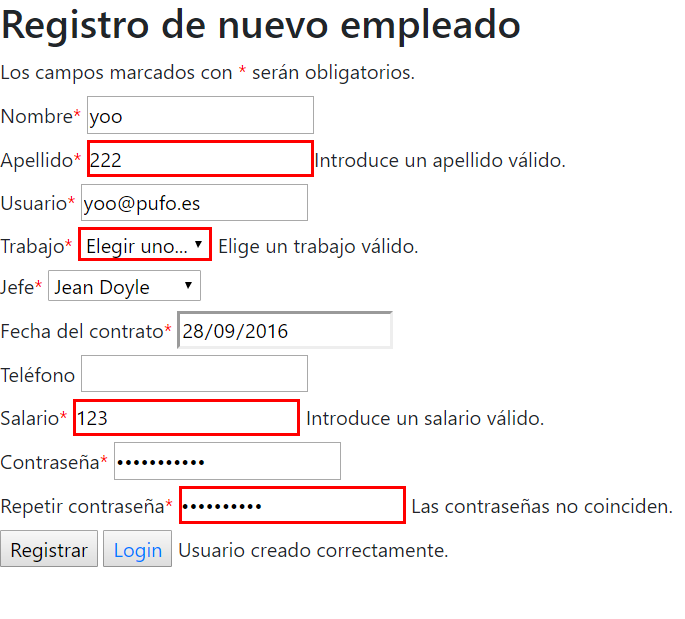 Registro de nuevo empleado
Los campos marcados con * serán obligatorios.
Nombre* yoo
Apellido* 222 Introduce un apellido válido.
Usuario* yoo@pufo.es
Trabajo* Elegir uno... Elige un trabajo válido.
Jefe* Jean Doyle
Fecha del contrato* 28/09/2016
Teléfono
Salario* 123 Introduce un salario válido.
Contraseña* •••••••••••
Repetir contraseña* •••••••••• Las contraseñas no coinciden.
Registrar Login Usuario creado correctamente.